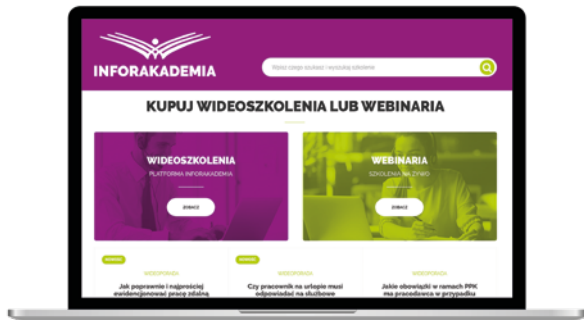 INFORAKADEMIA
Wpisz czego szukasz i wyszukaj szkolenie
KUPUJ WIDEOSZKOLENIA LUB WEBINARIA
WIDEOSZKOLENIA
PLATFORMA INFORAKADEMIA
ZOBACZ
WEBINARIA
SZKOLENIA NA ŻYWO
ZOBACZ
NOWOŚĆ
WIDEOPORADA
Jak poprawnie i najprościej
ewidencjonować pracę zdalną
NOWOŚĆ
WIDEOPORADA
Czy pracownik na urlopie musi
odpowiadać na służbowe
WIDEOPORADA
Jakie obowiązki w ramach PPK
ma pracodawca w przypadku